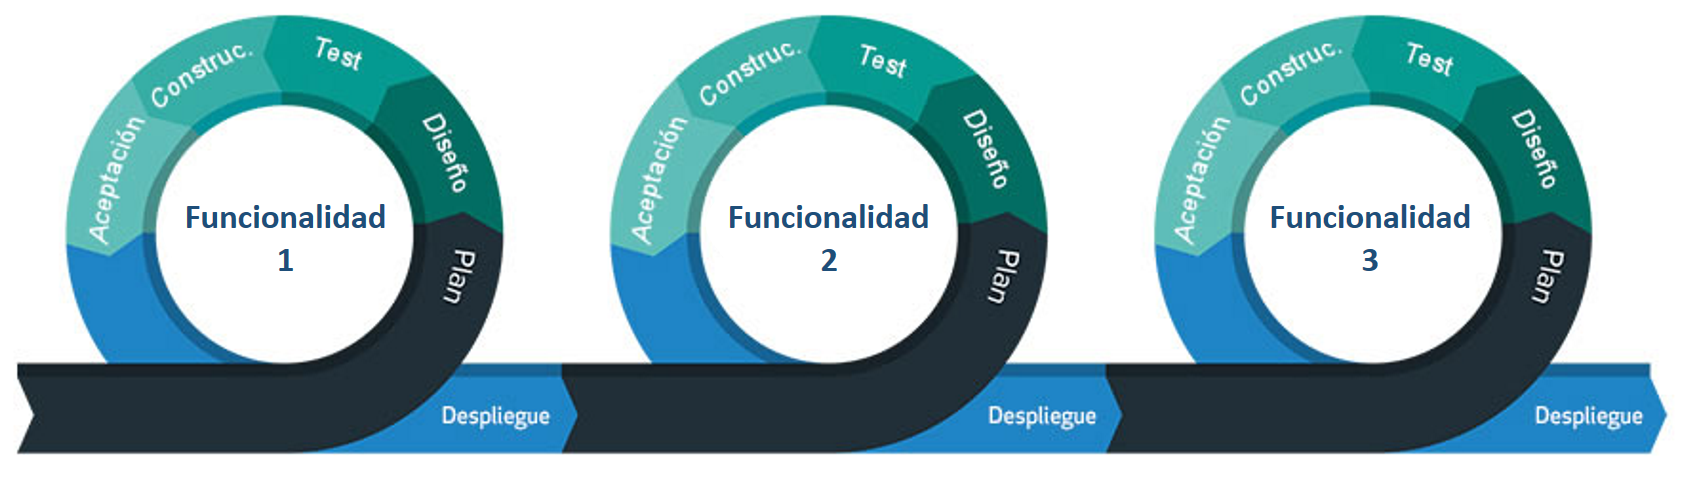 Construc.
Test
Diseño
Aceptación
Funcionalidad
1
Plan
Despliegue
Construc.
Test
Diseño
Aceptación
Funcionalidad
2
Plan
Despliegue
Construc.
Test
Diseño
Aceptación
Funcionalidad
3
Plan
Despliegue